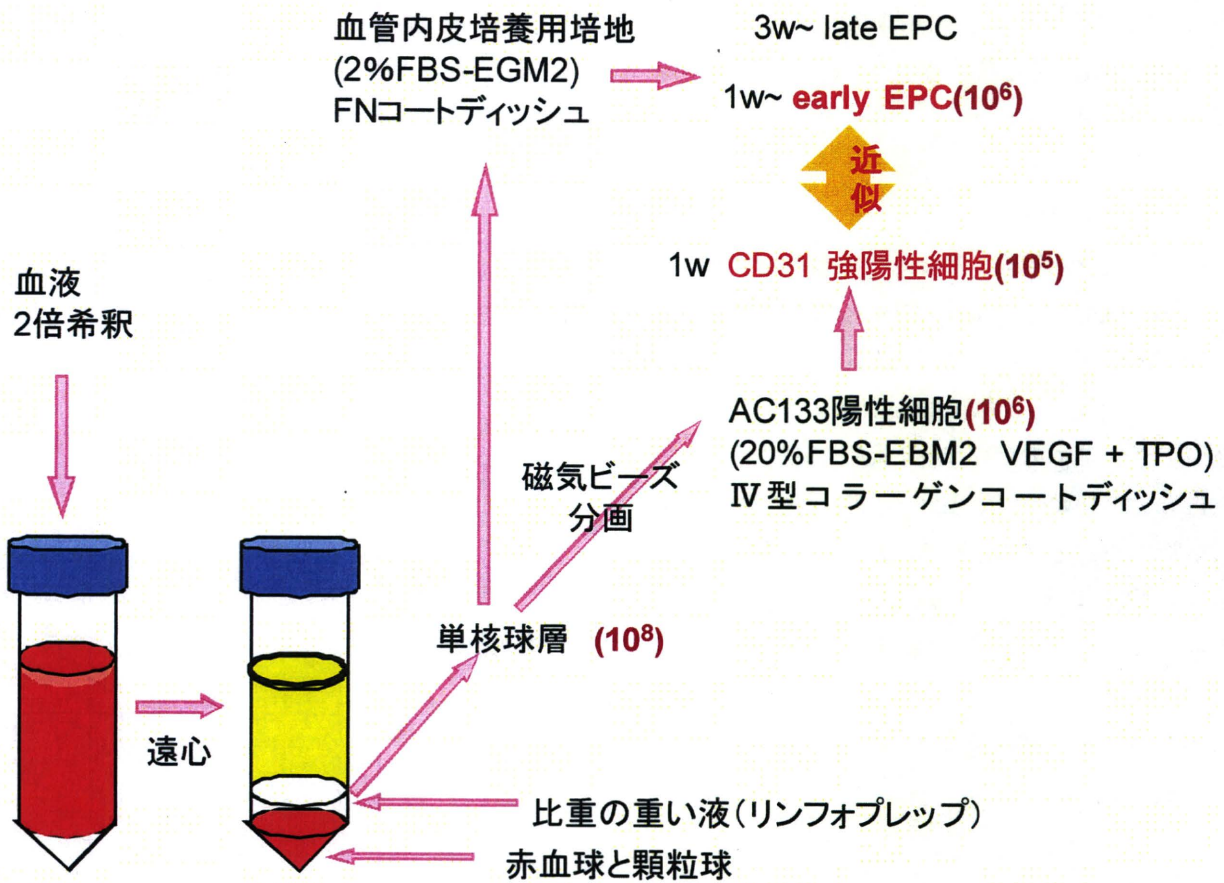 血管内皮培養用培地
(2%FBS-EGM2)
FNコートディッシュ
3w~ late EPC
1w~ early EPC(10⁶)
近似
1w CD31 強陽性細胞(10⁵)
血液
2倍希釈
AC133陽性細胞(10⁶)
(20%FBS-EBM2 VEGF + TPO)
Ⅳ型コラーゲンコートディッシュ
磁気ビーズ
分画
単核球層 (10⁸)
遠心
比重の重い液(リンフォプレップ)
赤血球と顆粒球